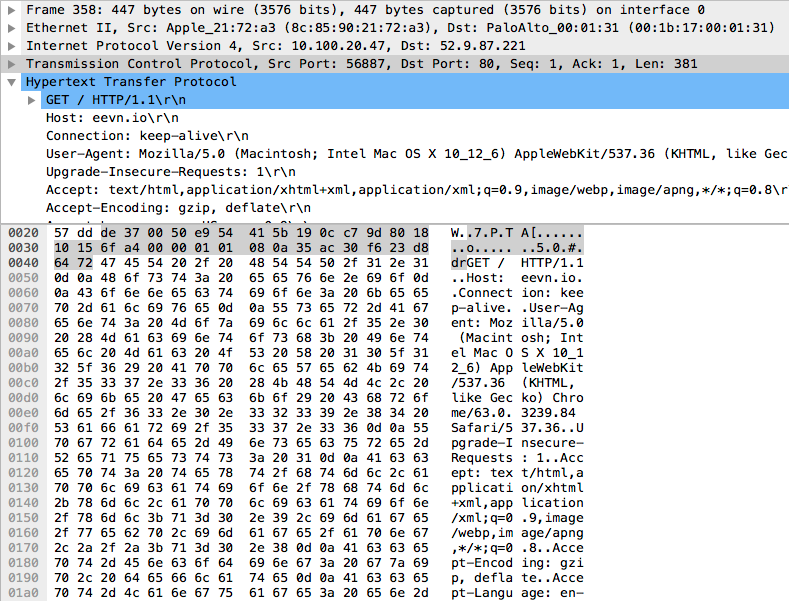 Frame 358: 447 bytes on wire (3576 bits), 447 bytes captured (3576 bits) on interface 0
Ethernet II, Src: Apple_21:72:a3 (8c:85:90:21:72:a3), Dst: PaloAlto_00:01:31 (00:1b:17:00:01:31)
Internet Protocol Version 4, Src: 10.100.20.47, Dst: 52.9.87.221
Transmission Control Protocol, Src Port: 56887, Dst Port: 80, Seq: 1, Ack: 1, Len: 381
Hypertext Transfer Protocol
GET / HTTP/1.1\r\n
Host: eevn.io\r\n
Connection: keep-alive\r\n
User-Agent: Mozilla/5.0 (Macintosh; Intel Mac OS X 10_12_6) AppleWebKit/537.36 (KHTML, like Gec
Upgrade-Insecure-Requests: 1\r\n
Accept: text/html,application/xhtml+xml,application/xml;q=0.9,image/webp,image/apng,*/*;q=0.8\r
Accept-Encoding: gzip, deflate\r\n
0020 57 dd de 37 00 50 e9 54 41 5b 19 0c c7 9d 80 18 W..7.P.T A[......
0030 10 15 6f a4 00 00 01 01 08 0a 35 ac 30 f6 23 d8 ..o..... ..5.0.#.
0040 64 72 47 45 54 20 2f 20 48 54 54 50 2f 31 2e 31 drGET / HTTP/1.1
0050 0d 0a 48 6f 73 74 3a 20 65 65 76 6e 2e 69 6f 0d ..Host: eevn.io.
0060 0a 43 6f 6e 6e 65 63 74 69 6f 6e 3a 20 6b 65 65 .Connect ion: kee
0070 70 2d 61 6c 69 76 65 0d 0a 55 73 65 72 2d 41 67 p-alive. .User-Ag
0080 65 6e 74 3a 20 4d 6f 7a 69 6c 6c 61 2f 35 2e 30 ent: Moz illa/5.0
0090 20 28 4d 61 63 69 6e 74 6f 73 68 3b 20 49 6e 74 (Macint osh; Int
00a0 65 6c 20 4d 61 63 20 4f 53 20 58 20 31 30 5f 31 el Mac O S X 10_1
00b0 32 5f 36 29 20 41 70 70 6c 65 57 65 62 4b 69 74 2_6) App leWebKit
00c0 2f 35 33 37 2e 33 36 20 28 4b 48 54 4d 4c 2c 20 /537.36 (KHTML,
00d0 6c 69 6b 65 20 47 65 63 6b 6f 29 20 43 68 72 6f like Gec ko) Chro
00e0 6d 65 2f 36 33 2e 30 2e 33 32 33 39 2e 38 34 20 me/63.0. 3239.84
00f0 53 61 66 61 72 69 2f 35 33 37 2e 33 36 0d 0a 55 Safari/5 37.36..U
0100 70 67 72 61 64 65 2d 49 6e 73 65 63 75 72 65 2d pgrade-I nsecure-
0110 52 65 71 75 65 73 74 73 3a 20 31 0d 0a 41 63 63 Requests : 1..Acc
0120 65 70 74 3a 20 74 65 78 74 2f 68 74 6d 6c 2c 61 ept: tex t/html,a
0130 70 70 6c 69 63 61 74 69 6f 6e 2f 78 68 74 6d 6c pplicati on/xhtml
0140 2b 78 6d 6c 2c 61 70 70 6c 69 63 61 74 69 6f 6e +xml,app lication
0150 2f 78 6d 6c 3b 71 3d 30 2e 39 2c 69 6d 61 67 65 /xml;q=0 .9,image
0160 2f 77 65 62 70 2c 69 6d 61 67 65 2f 61 70 6e 67 /webp,im age/apng
0170 2c 2a 2f 2a 3b 71 3d 30 2e 38 0d 0a 41 63 63 65 ,*/*;q=0 .8..Acce
0180 70 74 2d 45 6e 63 6f 64 69 6e 67 3a 20 67 7a 69 pt-Encod ing: gzi
0190 70 2c 20 64 65 66 6c 61 74 65 0d 0a 41 63 63 65 p, defla te..Acce
01a0 70 74 2d 4c 61 6e 67 75 61 67 65 3a 20 65 6e 2d pt-Langu age: en-